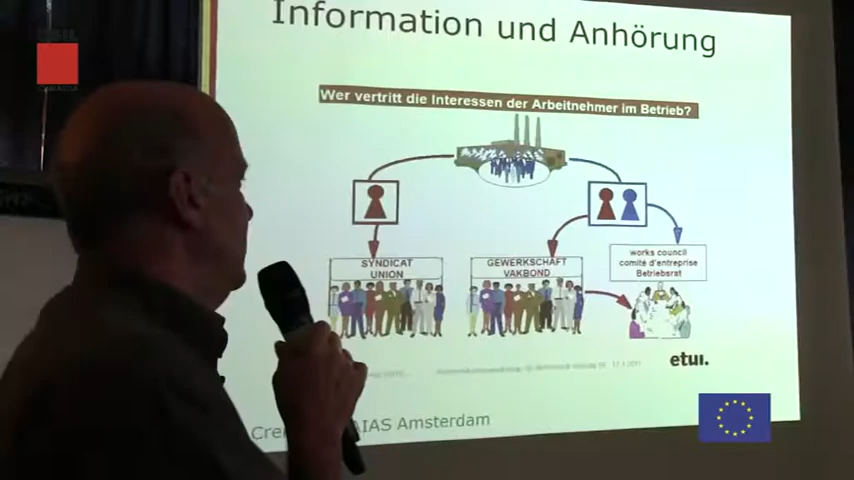 Information und Anhörung
Wer vertritt die Interessen der Arbeitnehmer im Betrieb?
SYNDICAT
UNION
GEWERKSCHAFT
VAKBOND
works council
comité d'entreprise
Betriebsrat
etui.
AIAS Amsterdam